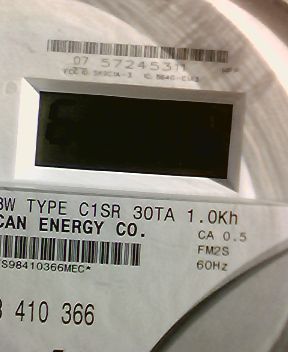 07 57245311
3W TYPE C1SR 30TA 1.0Kh
CAN ENERGY CO.
CA 0.5
FM2S
60Hz
S98410366MEC*
410 366